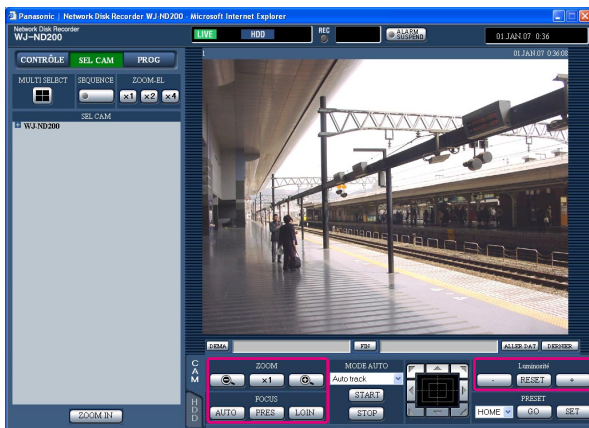 Panasonic | Network Disk Recorder WJ-ND200 - Microsoft Internet Explorer
Network Disk Recorder
WJ-ND200
LIVE HDD
REC
ALARM
SUSPEND
01.JAN.07 0:36
CONTRÔLE SEL CAM PROG
MULTI SELECT SEQUENCE ZOOM-EL
x1 x2 x4
SEL CAM
WJ-ND200
ZOOM IN
1
01.JAN.07 0:36:08
DEMA FIN ALLER DAT DERNIER
CAM
HDD
ZOOM
x1
FOCUS
AUTO PRES LOIN
MODE AUTO
Auto track
START
STOP
Luminosité
- RESET +
PRESET
HOME GO SET